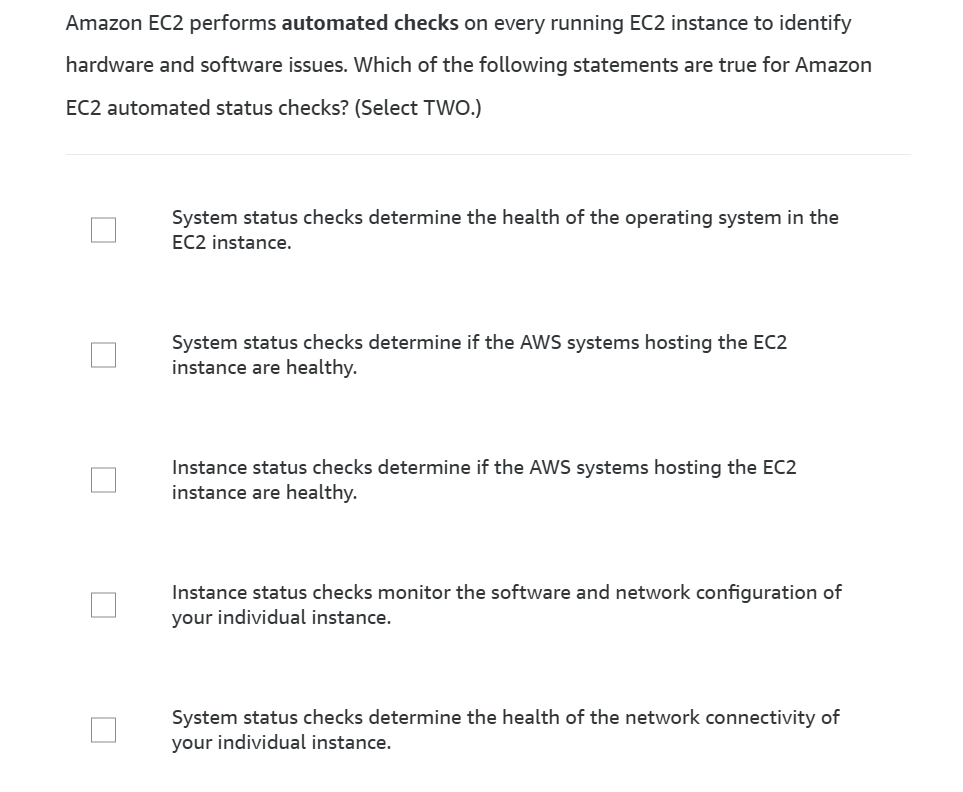 Amazon EC2 performs automated checks on every running EC2 instance to identify
hardware and software issues. Which of the following statements are true for Amazon
EC2 automated status checks? (Select TWO.)
System status checks determine the health of the operating system in the
EC2 instance.
System status checks determine if the AWS systems hosting the EC2
instance are healthy.
Instance status checks determine if the AWS systems hosting the EC2
instance are healthy.
Instance status checks monitor the software and network configuration of
your individual instance.
System status checks determine the health of the network connectivity of
your individual instance.